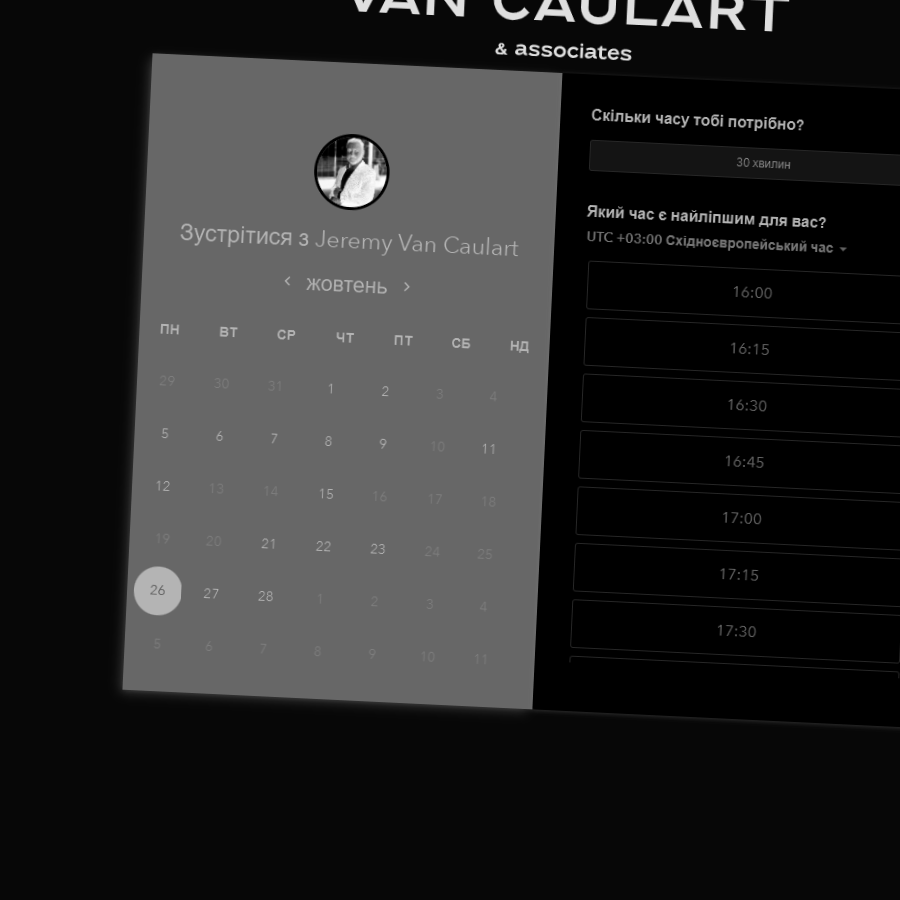 VAN CAULART
& associates
Зустрітися з Jeremy Van Caulart
жовтень
ПН ВТ СР ЧТ ПТ СБ НД
29 30 31 1 2 3 4
5 6 7 8 9 10 11
12 13 14 15 16 17 18
19 20 21 22 23 24 25
26 27 28 1 2 3 4
5 6 7 8 9 10 11
Скільки часу тобі потрібно?
30 хвилин
Який час є найліпшим для вас?
UTC +03:00 Східноєвропейський час
16:00
16:15
16:30
16:45
17:00
17:15
17:30